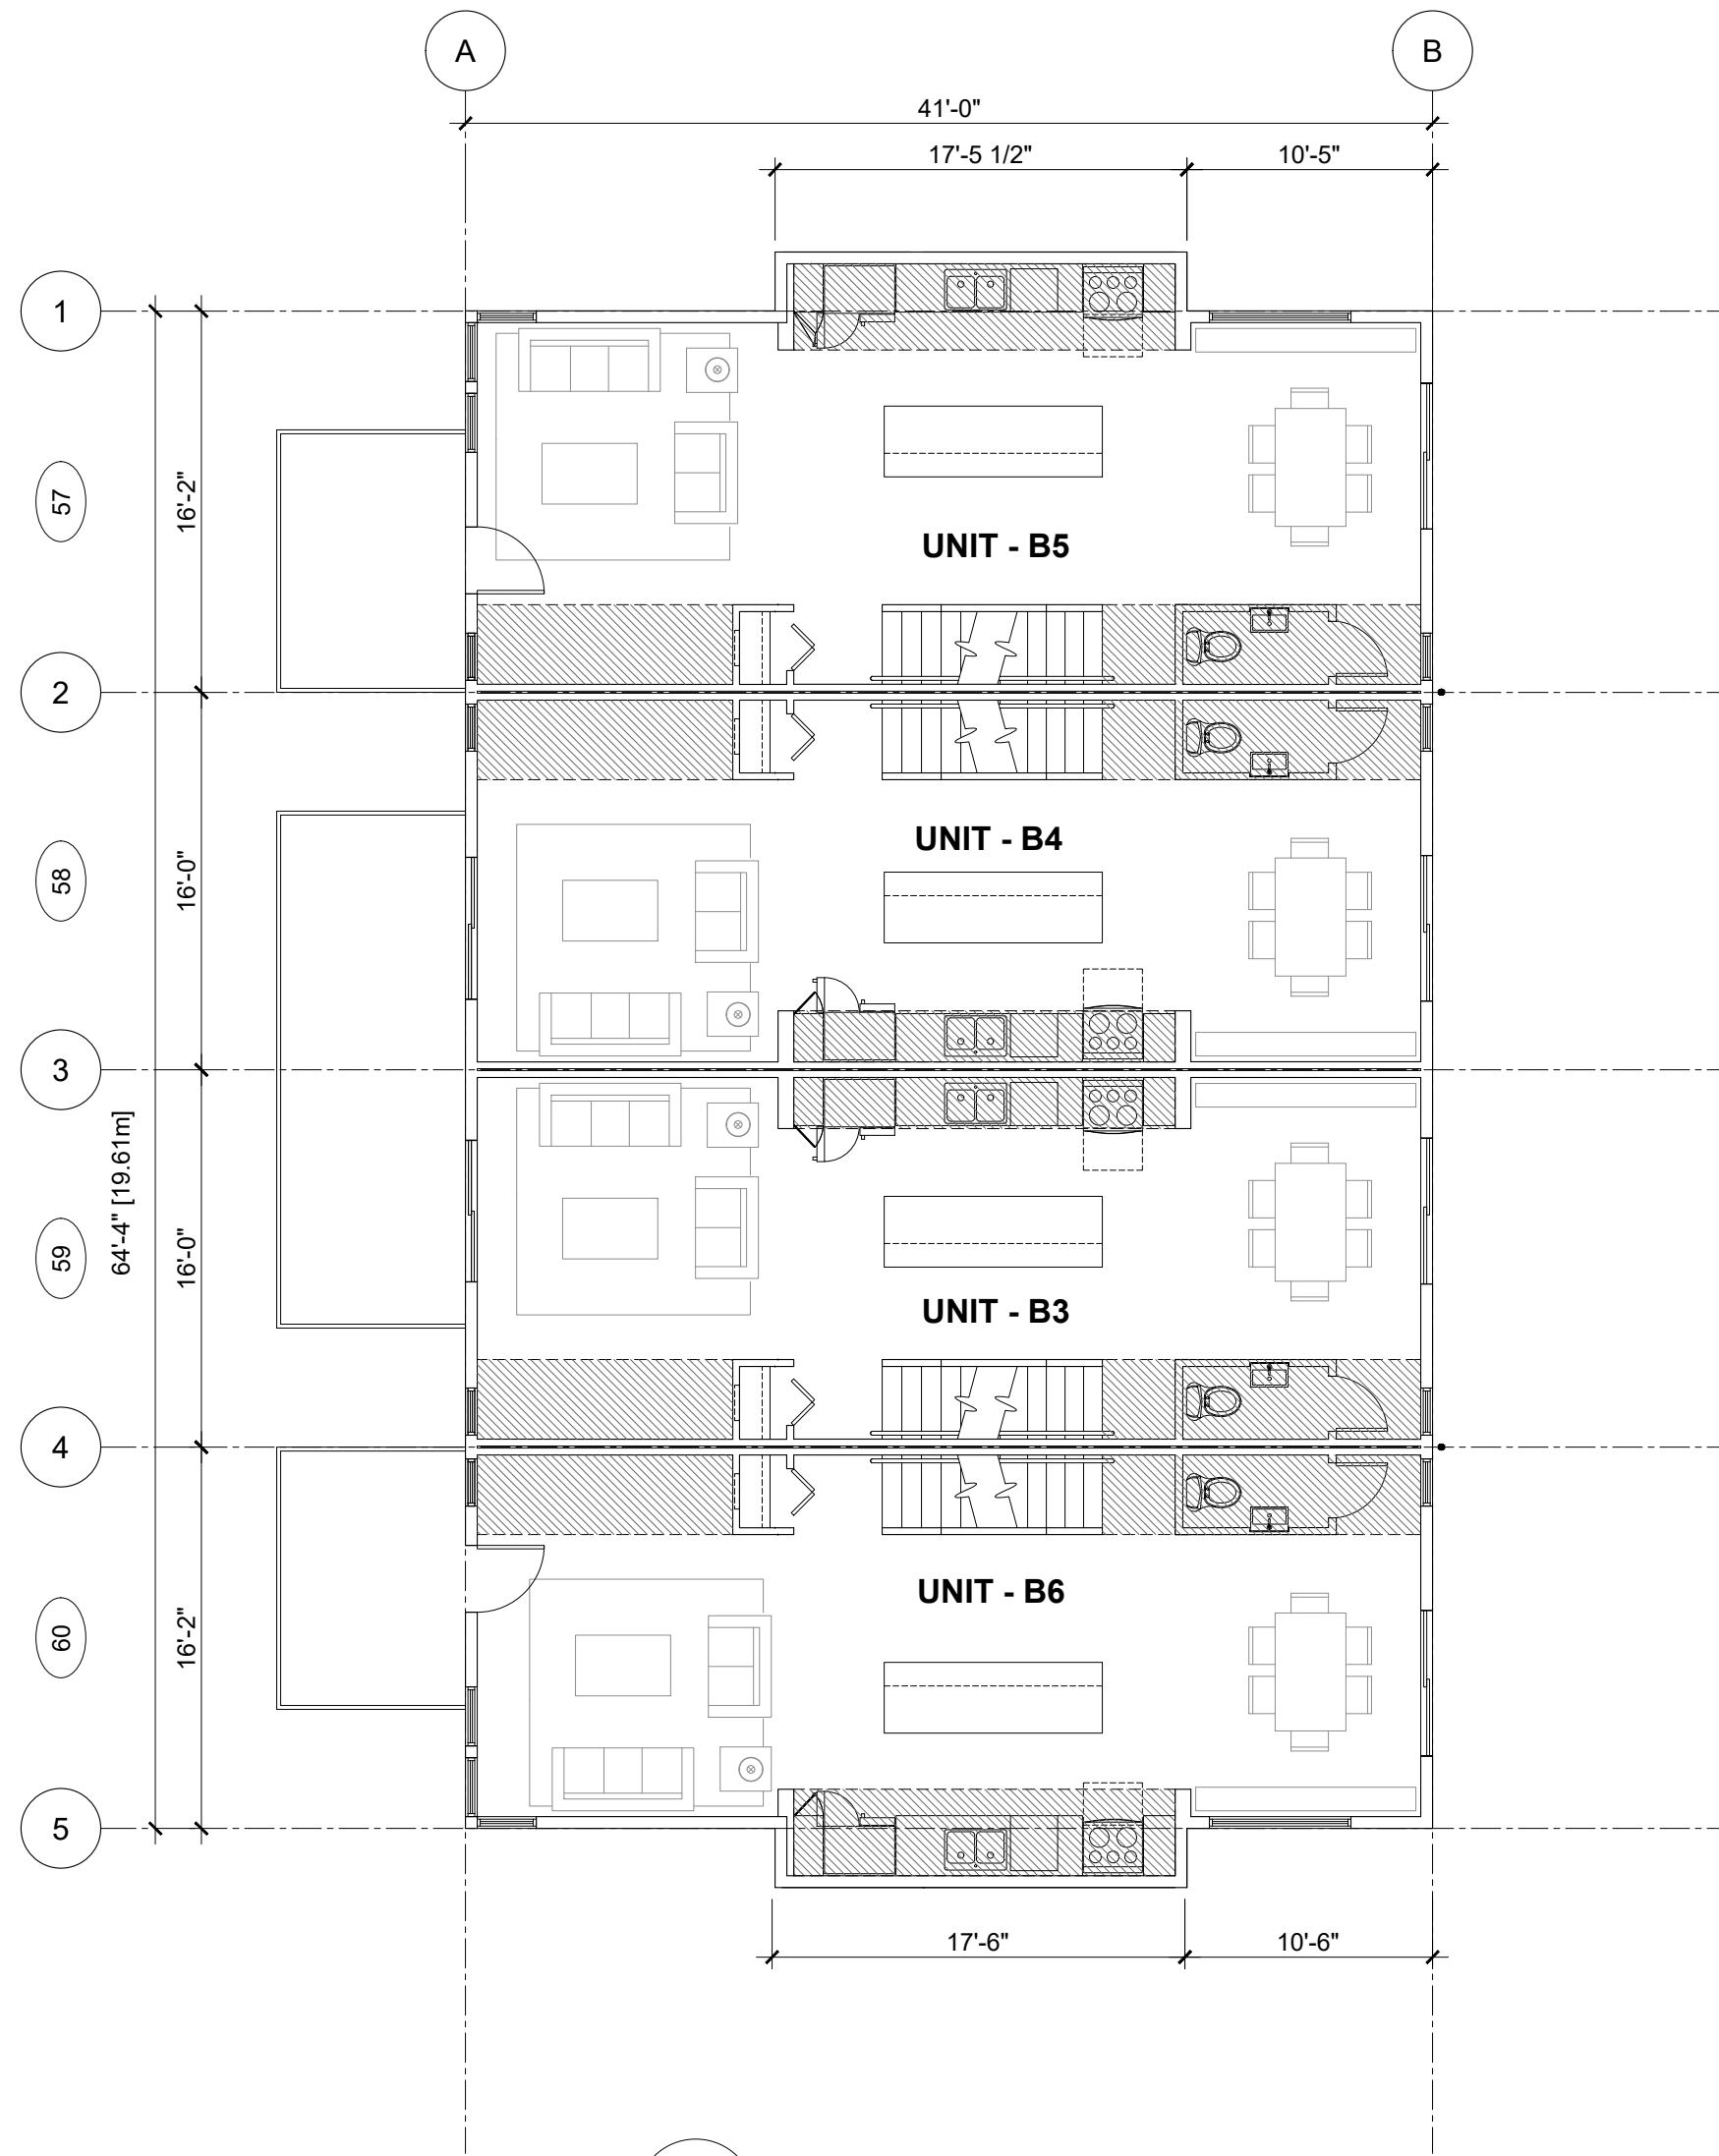 A
B
41'-0"
17'-5 1/2"
10'-5"
1
57
16'-2"
UNIT - B5
2
58
16'-0"
UNIT - B4
3
64'-4" [19.61m]
59
16'-0"
UNIT - B3
4
60
16'-2"
UNIT - B6
5
17'-6"
10'-6"